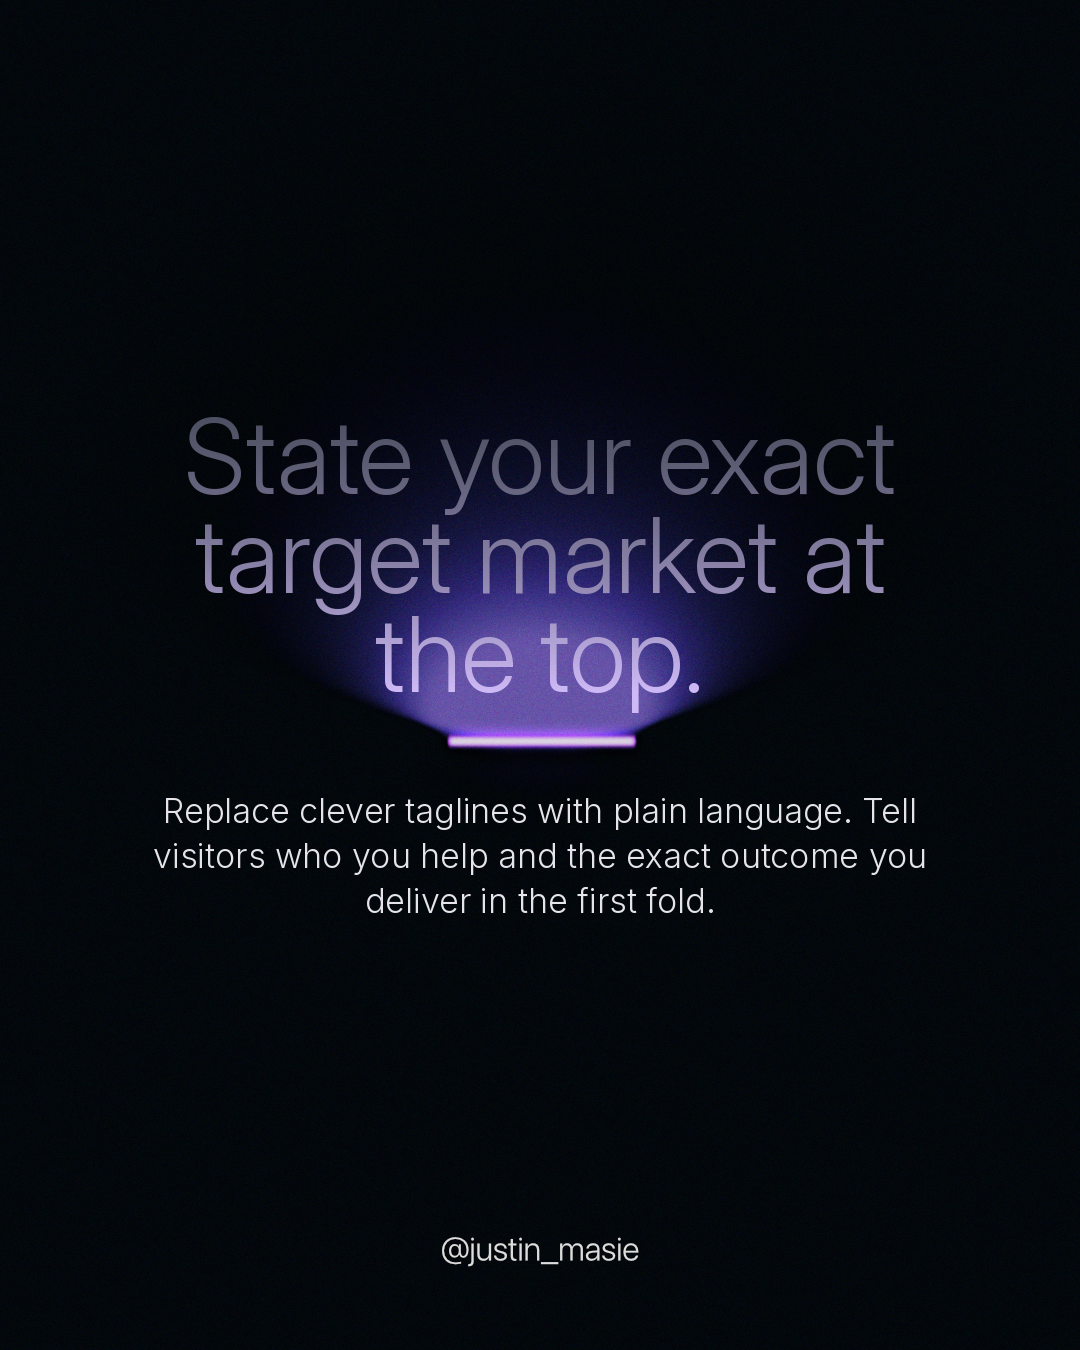 State your exact
target market at
the top.
Replace clever taglines with plain language. Tell
visitors who you help and the exact outcome you
deliver in the first fold.
@justin_masie